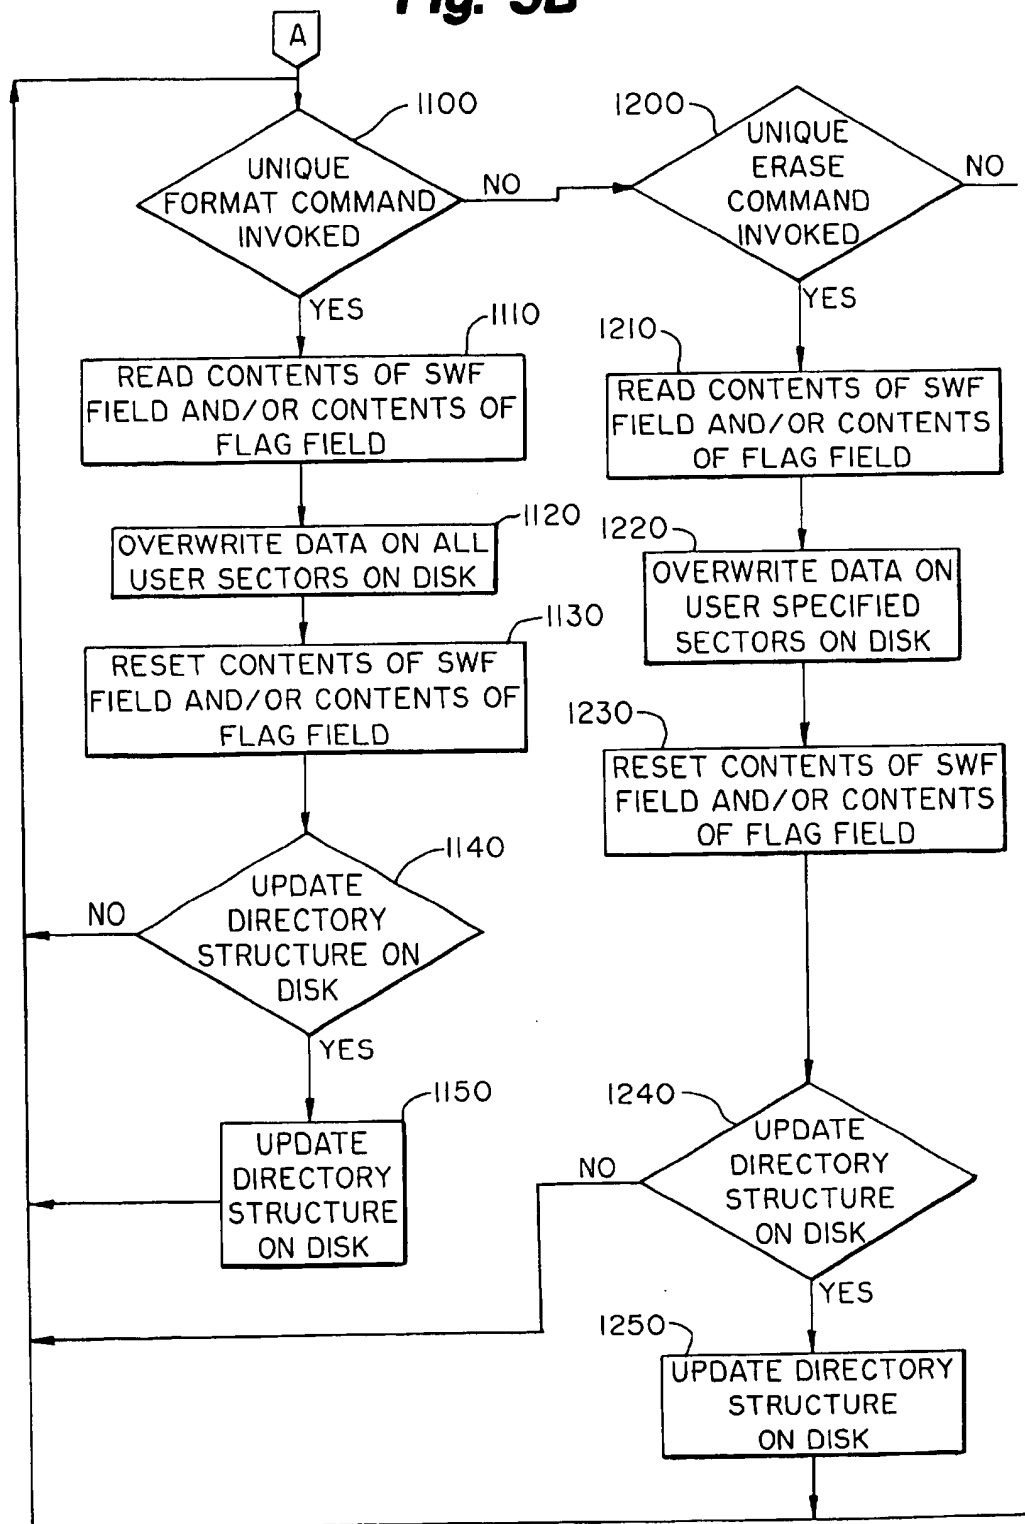 Fig. 5B
A
1100
UNIQUE
FORMAT COMMAND
INVOKED
NO
YES
1110
READ CONTENTS OF SWF
FIELD AND/OR CONTENTS OF
FLAG FIELD
1120
OVERWRITE DATA ON ALL
USER SECTORS ON DISK
1130
RESET CONTENTS OF SWF
FIELD AND/OR CONTENTS OF
FLAG FIELD
1140
UPDATE
DIRECTORY
STRUCTURE ON
DISK
NO
YES
1150
UPDATE
DIRECTORY
STRUCTURE
ON DISK
1200
UNIQUE
ERASE
COMMAND
INVOKED
NO
YES
1210
READ CONTENTS OF SWF
FIELD AND/OR CONTENTS
OF FLAG FIELD
1220
OVERWRITE DATA ON
USER SPECIFIED
SECTORS ON DISK
1230
RESET CONTENTS OF SWF
FIELD AND/OR CONTENTS
OF FLAG FIELD
1240
UPDATE
DIRECTORY
STRUCTURE
ON DISK
NO
YES
1250
UPDATE DIRECTORY
STRUCTURE
ON DISK